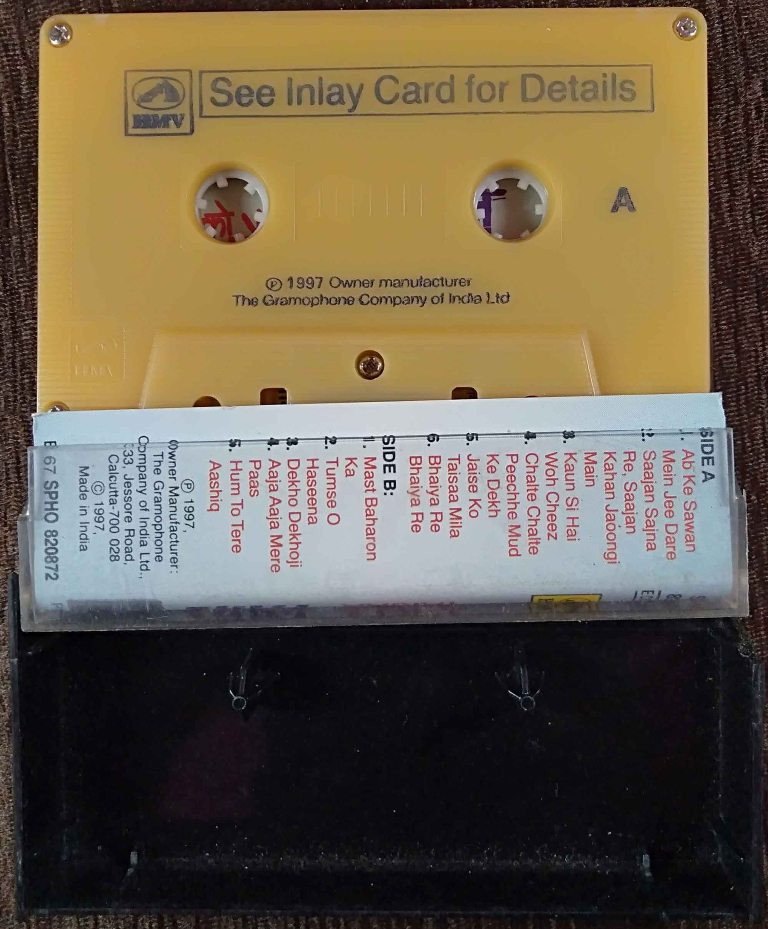 HMV
See Inlay Card for Details
A
℗ 1997 Owner manufacturer
The Gramophone Company of India Ltd
SIDE A
1. Ab Ke Sawan
Mein Jee Dare
2. Saajan Sajna
Re, Saajan
Kahan Jaoongi
Main
3. Kaun Si Hai
Woh Cheez
4. Chalte Chalte
Peechhe Mud
Ke Dekh
5. Jaise Ko
Taisaa Mila
6. Bhaiya Re
Bhaiya Re
SIDE B:
1. Mast Baharon
Ka
2. Tumse O
Haseena
3. Dekho Dekhoji
4. Aaja Aaja Mere
Paas
5. Hum To Tere
Aashiq
℗ 1997,
Owner Manufacturer:
The Gramophone
Company of India Ltd.,
33, Jessore Road,
Calcutta-700 028
© 1997,
Made in India
67 SPHO 820872